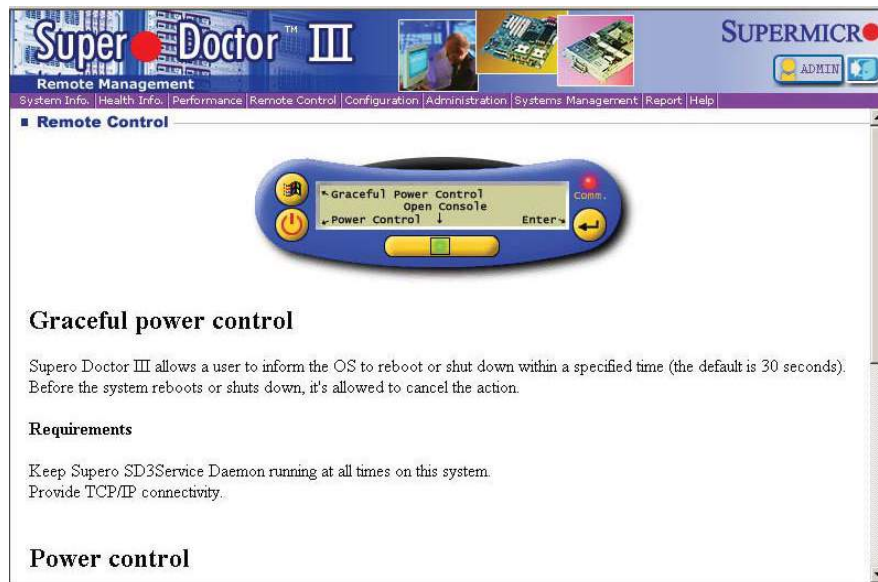 Super Doctor™ III
SUPERMICR
Remote Management
ADMIN
System Info. Health Info. Performance Remote Control Configuration Administration Systems Management Report Help
Remote Control
Graceful Power Control
Open Console
Power Control ↓ Enter
Comm.
Graceful power control
Supero Doctor III allows a user to inform the OS to reboot or shut down within a specified time (the default is 30 seconds).
Before the system reboots or shuts down, it's allowed to cancel the action.
Requirements
Keep Supero SD3Service Daemon running at all times on this system.
Provide TCP/IP connectivity.
Power control